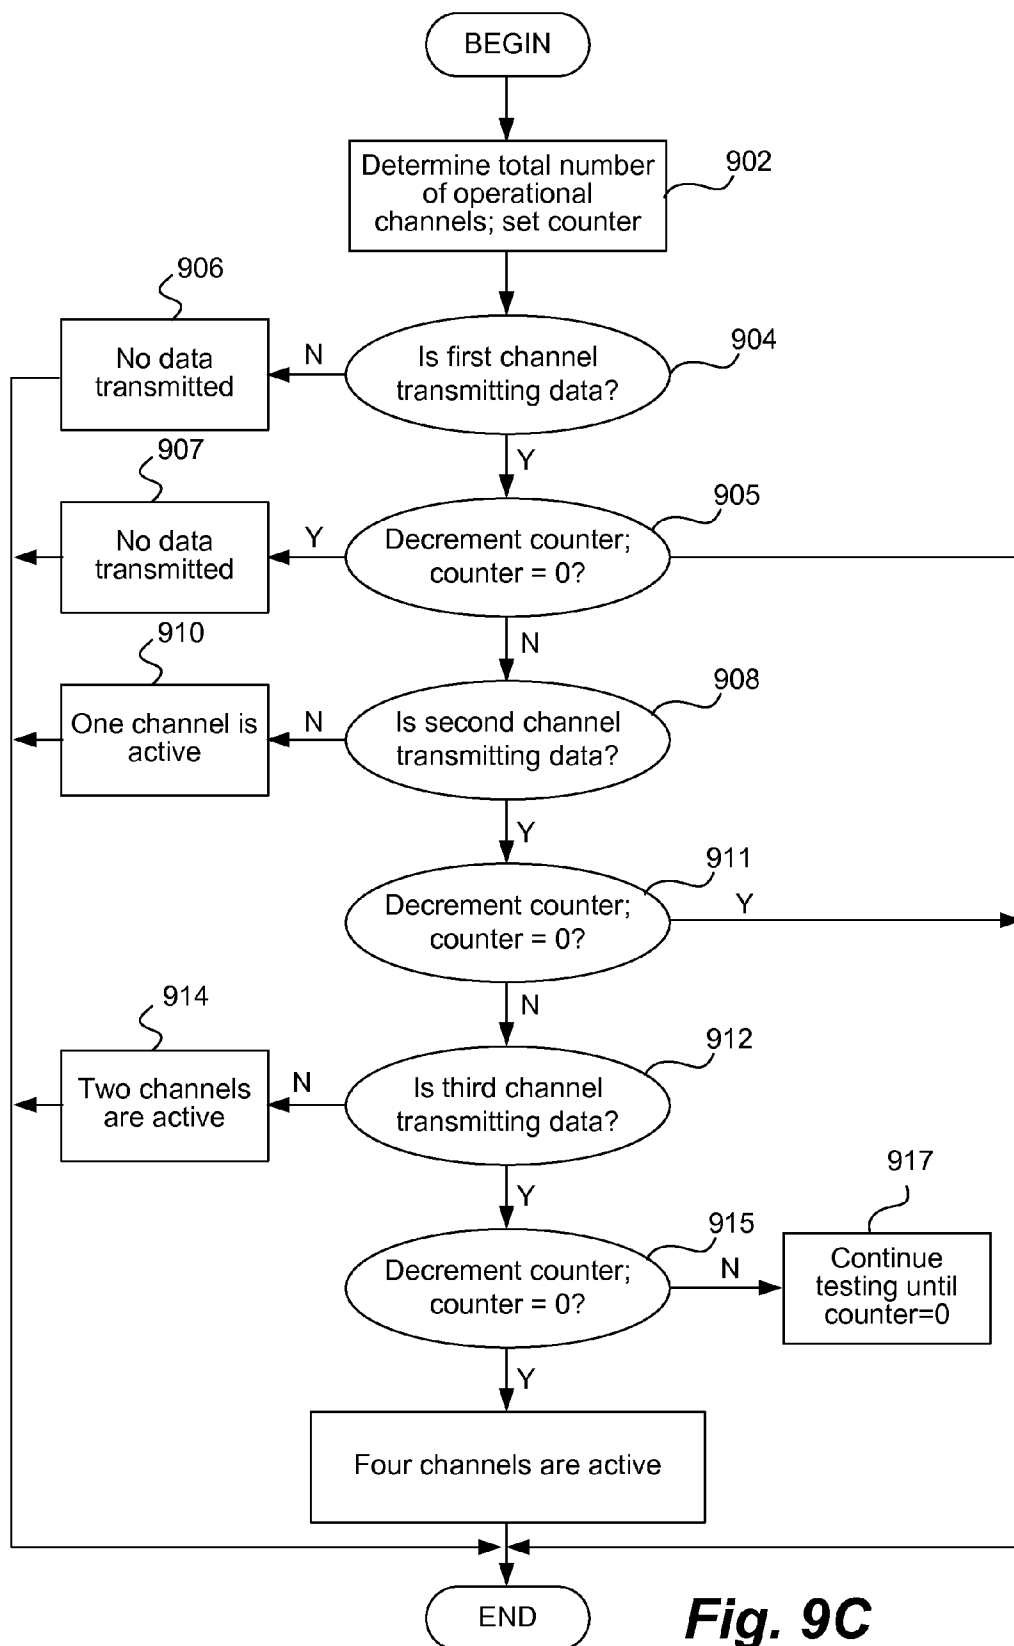 BEGIN
Determine total number
of operational
channels; set counter
902
906
No data
transmitted
N
Is first channel
transmitting data?
904
Y
907
No data
transmitted
Y
Decrement counter;
counter = 0?
905
N
910
One channel is
active
N
Is second channel
transmitting data?
908
Y
Decrement counter;
counter = 0?
911
Y
N
914
Two channels
are active
N
Is third channel
transmitting data?
912
Y
Decrement counter;
counter = 0?
915
N
917
Continue
testing until
counter=0
Y
Four channels are active
END
Fig. 9C